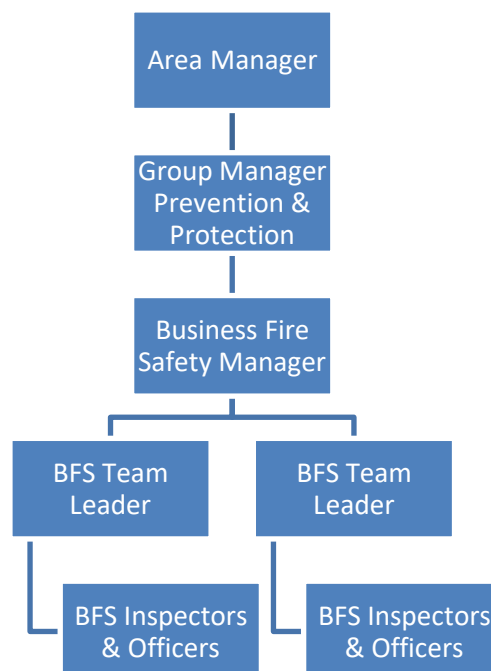 Area Manager
Group Manager
Prevention &
Protection
Business Fire
Safety Manager
BFS Team
Leader
BFS Team
Leader
BFS Inspectors
& Officers
BFS Inspectors
& Officers